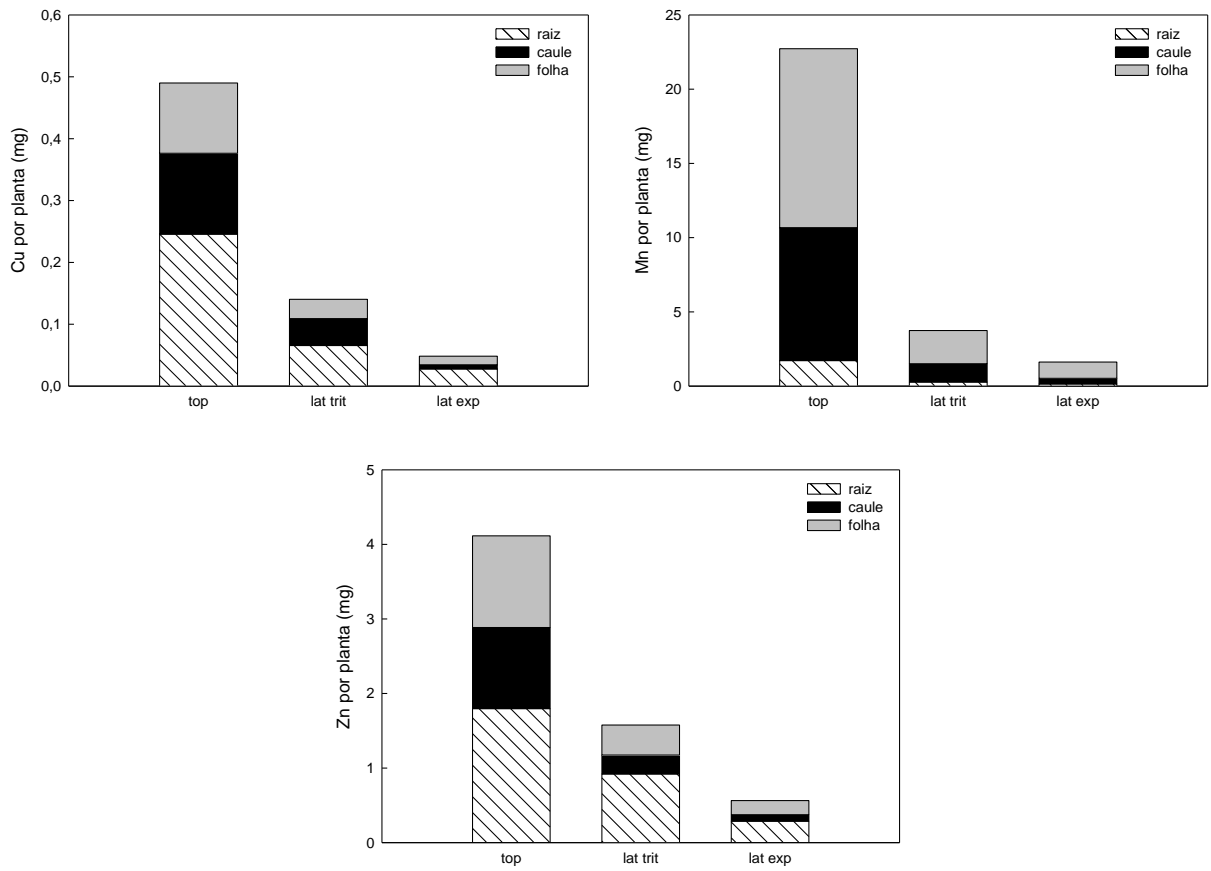 Cu por planta (mg)
0,6
0,5
0,4
0,3
0,2
0,1
0,0
raiz
caule
folha
top lat trit lat exp
Mn por planta (mg)
25
20
15
10
5
0
raiz
caule
folha
top lat trit lat exp
Zn por planta (mg)
5
4
3
2
1
0
raiz
caule
folha
top lat trit lat exp